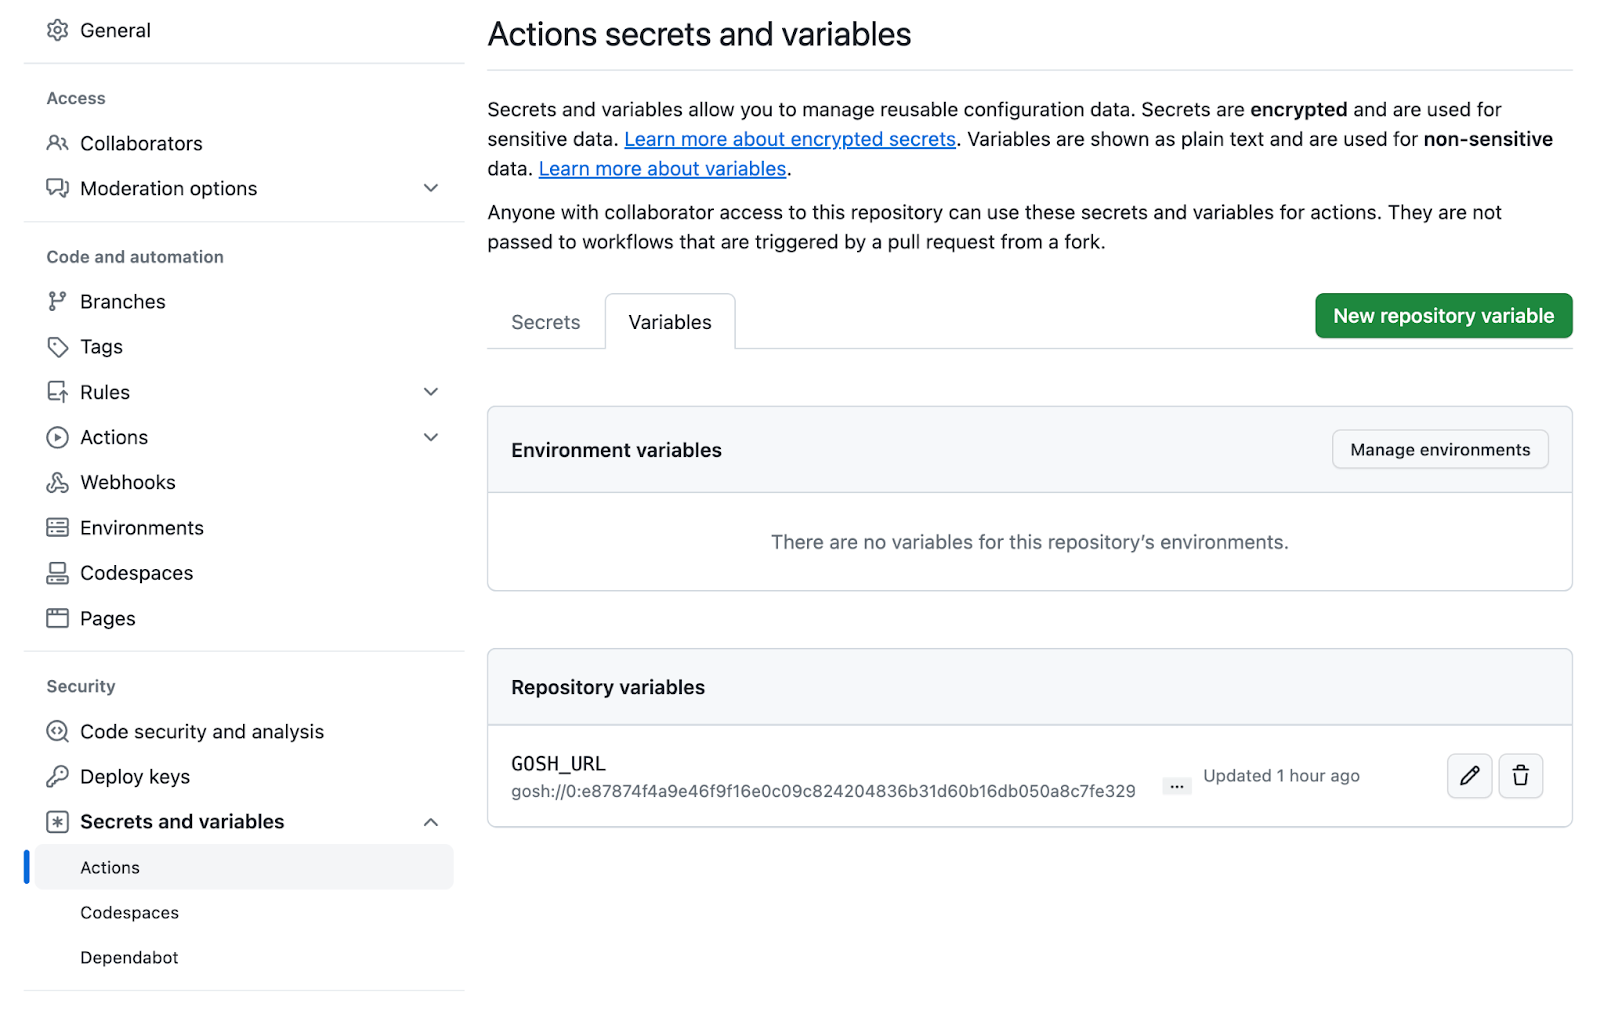 General
Access
Collaborators
Moderation options
Code and automation
Branches
Tags
Rules
Actions
Webhooks
Environments
Codespaces
Pages
Security
Code security and analysis
Deploy keys
Secrets and variables
Actions
Codespaces
Dependabot
Actions secrets and variables
Secrets and variables allow you to manage reusable configuration data. Secrets are encrypted and are used for
sensitive data. Learn more about encrypted secrets. Variables are shown as plain text and are used for non-sensitive
data. Learn more about variables.
Anyone with collaborator access to this repository can use these secrets and variables for actions. They are not
passed to workflows that are triggered by a pull request from a fork.
Secrets
Variables
New repository variable
Environment variables
Manage environments
There are no variables for this repository’s environments.
Repository variables
GOSH_URL
gosh://0:e87874f4a9e46f9f16e0c09c824204836b31d60b16db050a8c7fe329
...
Updated 1 hour ago